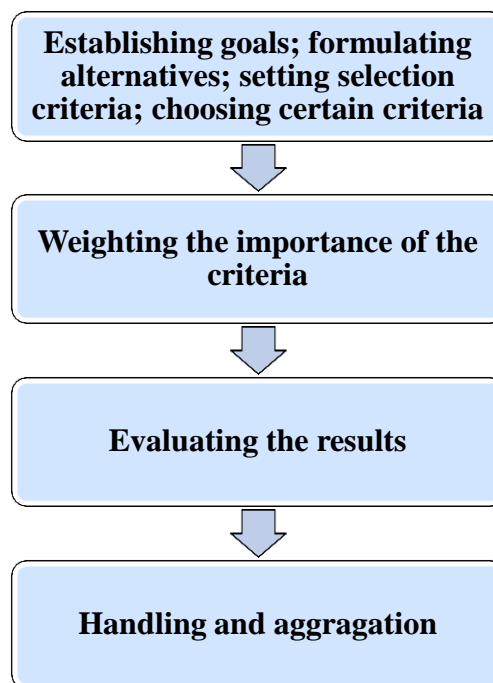 Establishing goals; formulating
alternatives; setting selection
criteria; choosing certain criteria
Weighting the importance of the
criteria
Evaluating the results
Handling and aggragation